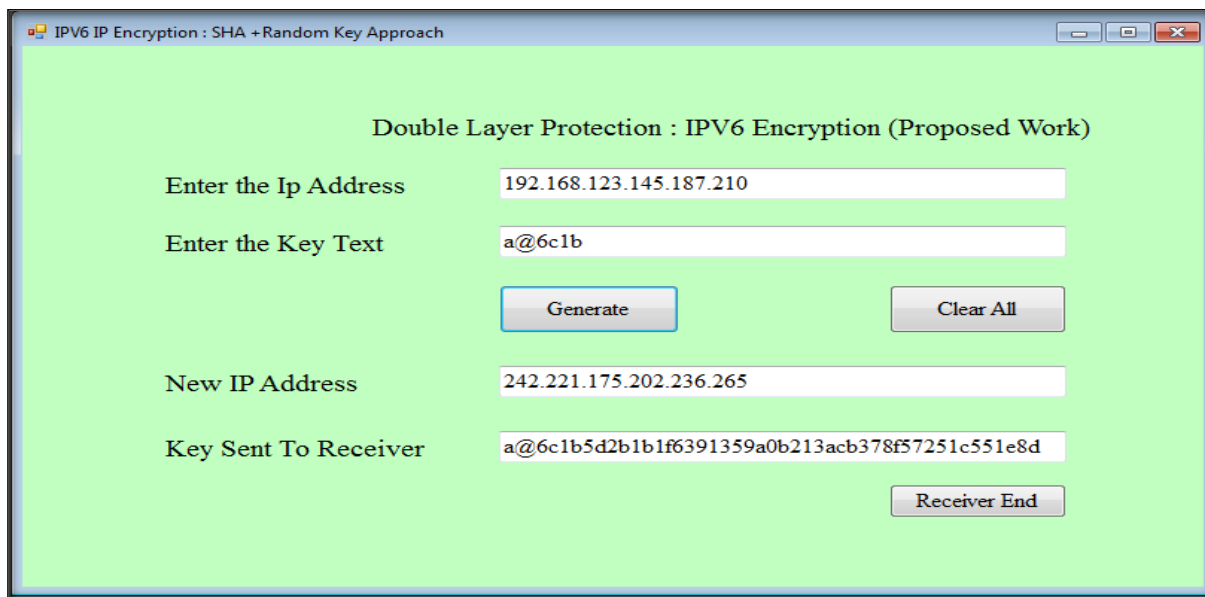 IPV6 IP Encryption : SHA +Random Key Approach
Double Layer Protection : IPV6 Encryption (Proposed Work)
Enter the Ip Address 192.168.123.145.187.210
Enter the Key Text a@6c1b
Generate Clear All
New IP Address 242.221.175.202.236.265
Key Sent To Receiver a@6c1b5d2b1b1f6391359a0b213acb378f57251c551e8d
Receiver End